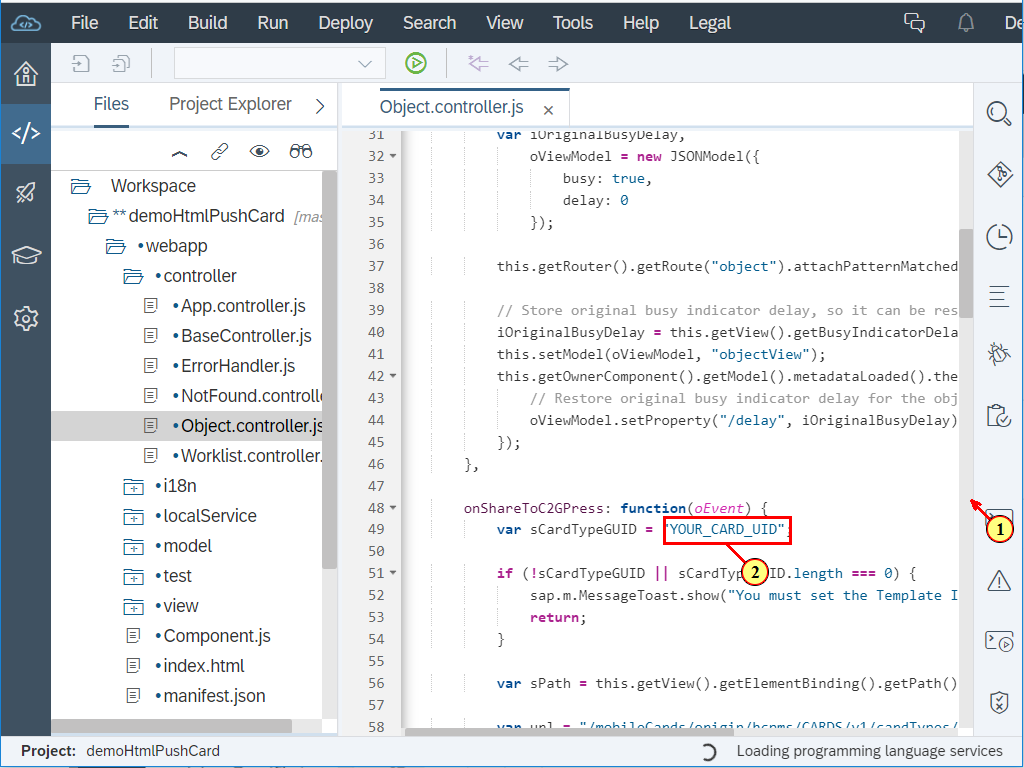 File Edit Build Run Deploy Search View Tools Help Legal De
Files Project Explorer
Object.controller.js ×
Workspace
** demoHtmlPushCard [mas
•webapp
•controller
•App.controller.js
•BaseController.js
•ErrorHandler.js
•NotFound.controlle
•Object.controller.js
•Worklist.controller.
•i18n
•localService
•model
•test
•view
•Component.js
•index.html
•manifest.json
31 var iOriginalBusyDelay,
32 oViewModel = new JSONModel({
33 busy: true,
34 delay: 0
35 });
36
37 this.getRouter().getRoute("object").attachPatternMatched
38
39 // Store original busy indicator delay, so it can be res
40 iOriginalBusyDelay = this.getView().getBusyIndicatorDela
41 this.setModel(oViewModel, "objectView");
42 this.getOwnerComponent().getModel().metadataLoaded().the
43 // Restore original busy indicator delay for the obj
44 oViewModel.setProperty("/delay", iOriginalBusyDelay)
45 });
46 },
47
48 onShareToC2GPress: function(oEvent) {
49 var sCardTypeGUID = "YOUR_CARD_UID";
50
51 if (!sCardTypeGUID || sCardTyp ID.length === 0) {
52 sap.m.MessageToast.show("You must set the Template I
53 return;
54 }
55
56 var sPath = this.getView().getElementBinding().getPath()
57
58 var url = "/mobileCards/origin/hcpms/CARDS/v1/cardTypes/
1
2
Project: demoHtmlPushCard
Loading programming language services